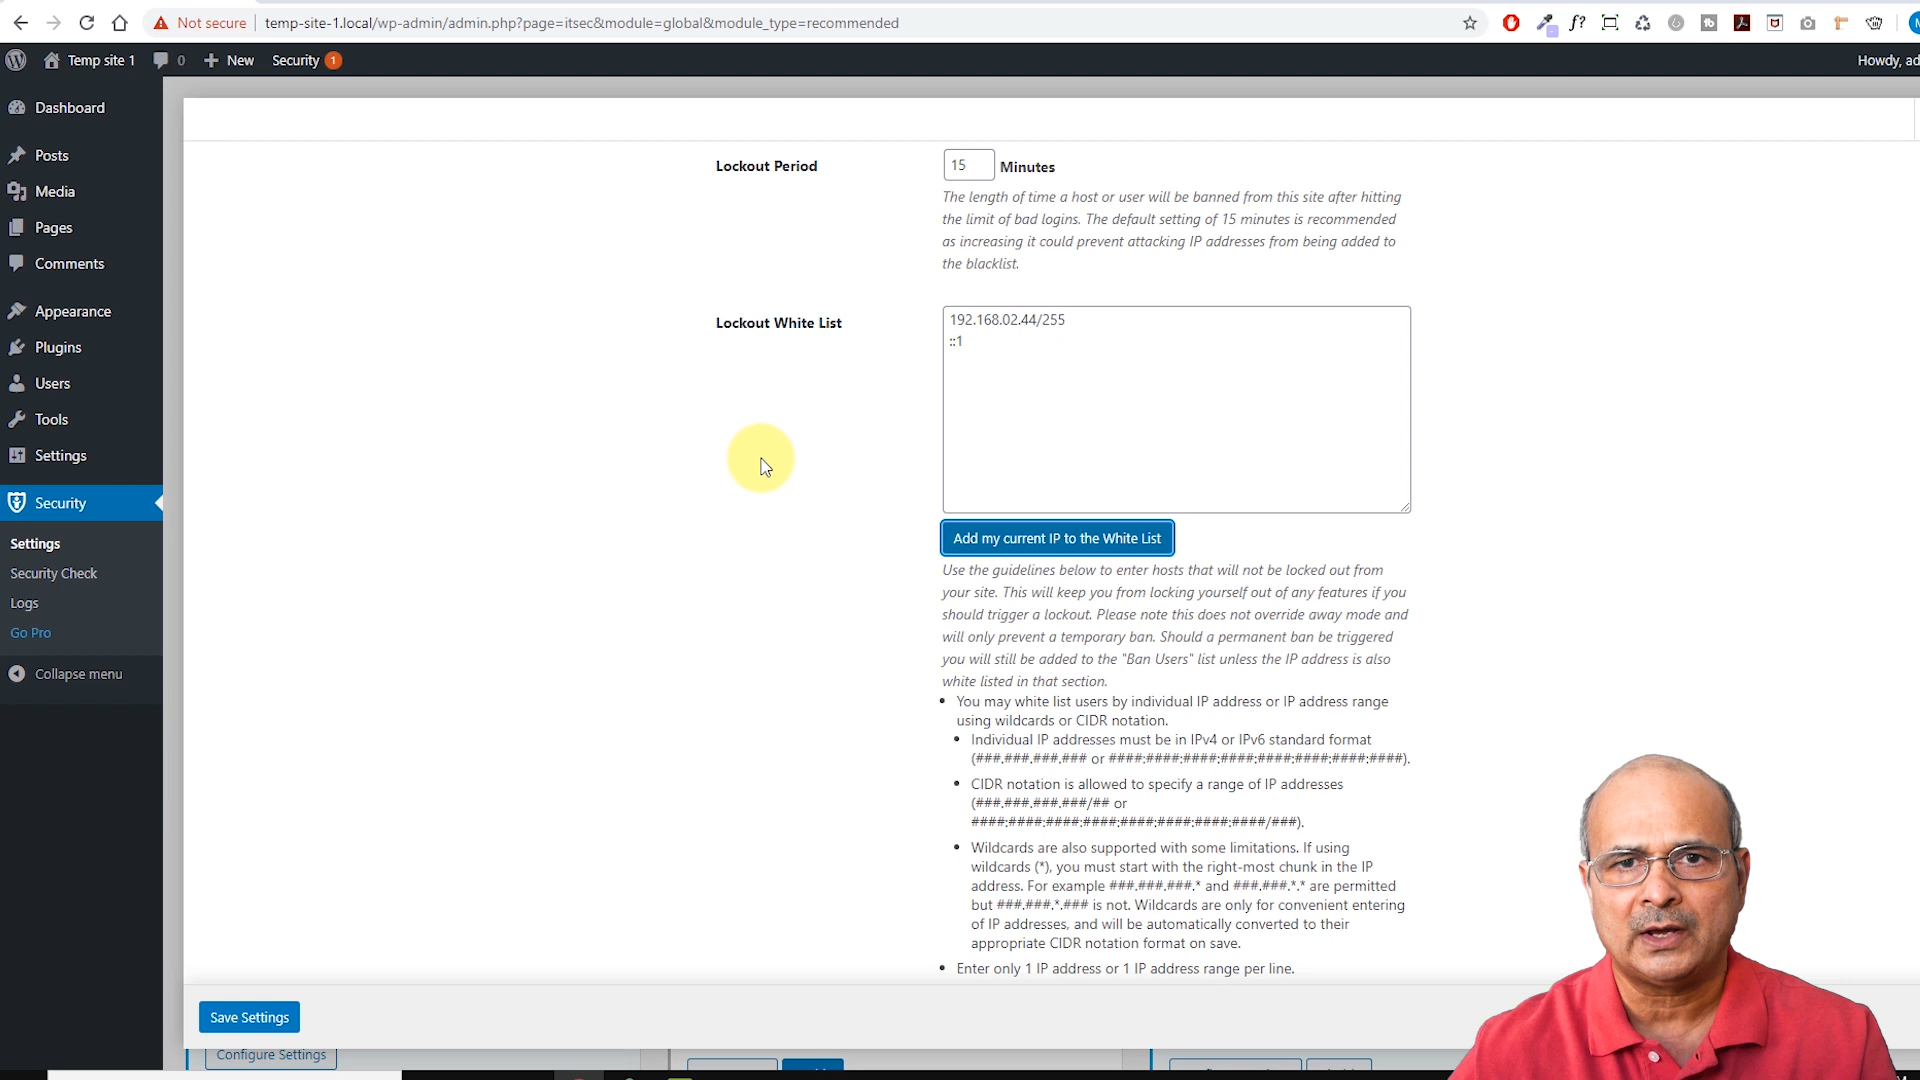 Not secure
temp-site-1.local/wp-admin/admin.php?page=itsec&module=global&module_type=recommended
f?
Temp site 1
0
New
Security 1
Howdy, ad
Dashboard
Posts
Media
Pages
Comments
Appearance
Plugins
Users
Tools
Settings
Security
Settings
Security Check
Logs
Go Pro
Collapse menu
Lockout Period
15 Minutes
The length of time a host or user will be banned from this site after hitting
the limit of bad logins. The default setting of 15 minutes is recommended
as increasing it could prevent attacking IP addresses from being added to
the blacklist.
Lockout White List
192.168.02.44/255
::1
Add my current IP to the White List
Use the guidelines below to enter hosts that will not be locked out from
your site. This will keep you from locking yourself out of any features if you
should trigger a lockout. Please note this does not override away mode and
will only prevent a temporary ban. Should a permanent ban be triggered
you will still be added to the "Ban Users" list unless the IP address is also
white listed in that section.
• You may white list users by individual IP address or IP address range
using wildcards or CIDR notation.
• Individual IP addresses must be in IPv4 or IPv6 standard format
(###.###.###.### or ####:####:####:####:####:####:####:####).
• CIDR notation is allowed to specify a range of IP addresses
(###.###.###.###/## or
####:####:####:####:####:####:####:####/###).
• Wildcards are also supported with some limitations. If using
wildcards (*), you must start with the right-most chunk in the IP
address. For example ###.###.###.* and ###.###.*.* are permitted
but ###.###.*.### is not. Wildcards are only for convenient entering
of IP addresses, and will be automatically converted to their
appropriate CIDR notation format on save.
• Enter only 1 IP address or 1 IP address range per line.
Save Settings
Configure Settings